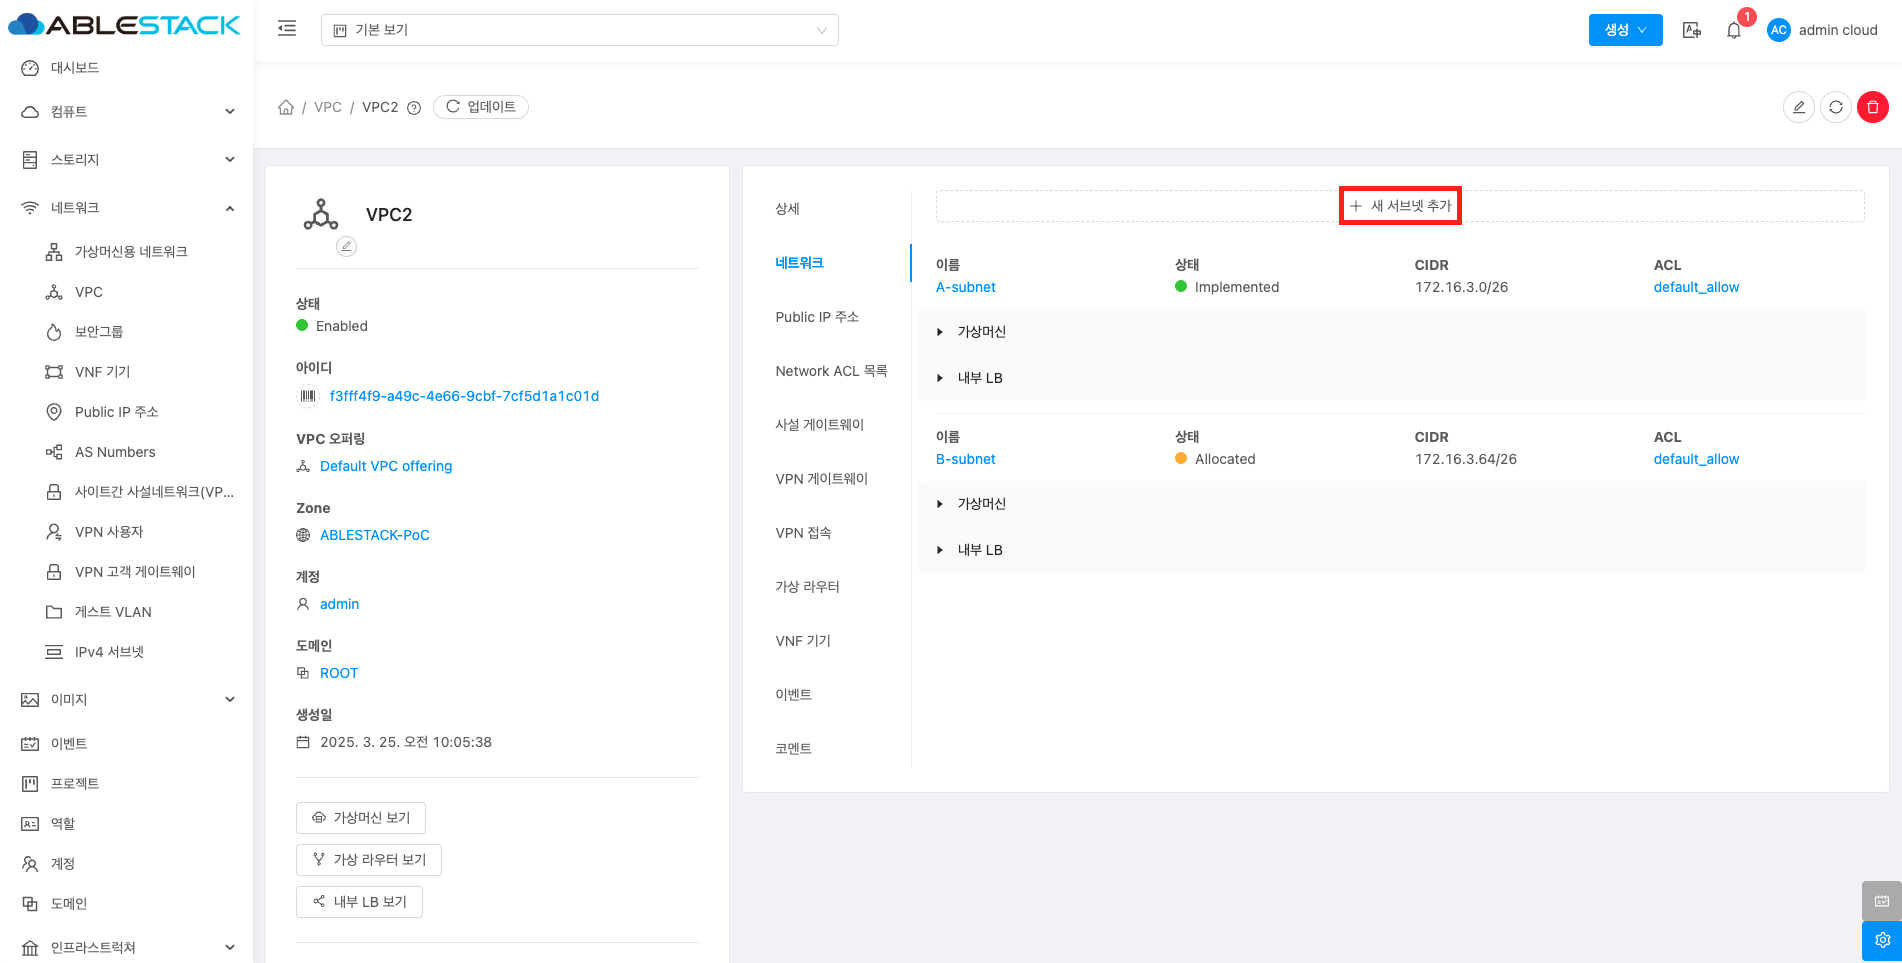 ABLESTACK
기본 보기
생성
1
AC
admin cloud
대시보드
컴퓨트
스토리지
네트워크
가상머신용 네트워크
VPC
보안그룹
VNF 기기
Public IP 주소
AS Numbers
사이트간 사설네트워크(VP...
VPN 사용자
VPN 고객 게이트웨이
게스트 VLAN
IPv4 서브넷
이미지
이벤트
프로젝트
역할
계정
도메인
인프라스트럭쳐
/ VPC / VPC2
업데이트
VPC2
상태
Enabled
아이디
f3fff4f9-a49c-4e66-9cbf-7cf5d1a1c01d
VPC 오퍼링
Default VPC offering
Zone
ABLESTACK-PoC
계정
admin
도메인
ROOT
생성일
2025. 3. 25. 오전 10:05:38
가상머신 보기
가상 라우터 보기
내부 LB 보기
상세
네트워크
Public IP 주소
Network ACL 목록
사설 게이트웨이
VPN 게이트웨이
VPN 접속
가상 라우터
VNF 기기
이벤트
코멘트
새 서브넷 추가
이름 상태 CIDR ACL
A-subnet Implemented 172.16.3.0/26 default_allow
가상머신
내부 LB
이름 상태 CIDR ACL
B-subnet Allocated 172.16.3.64/26 default_allow
가상머신
내부 LB